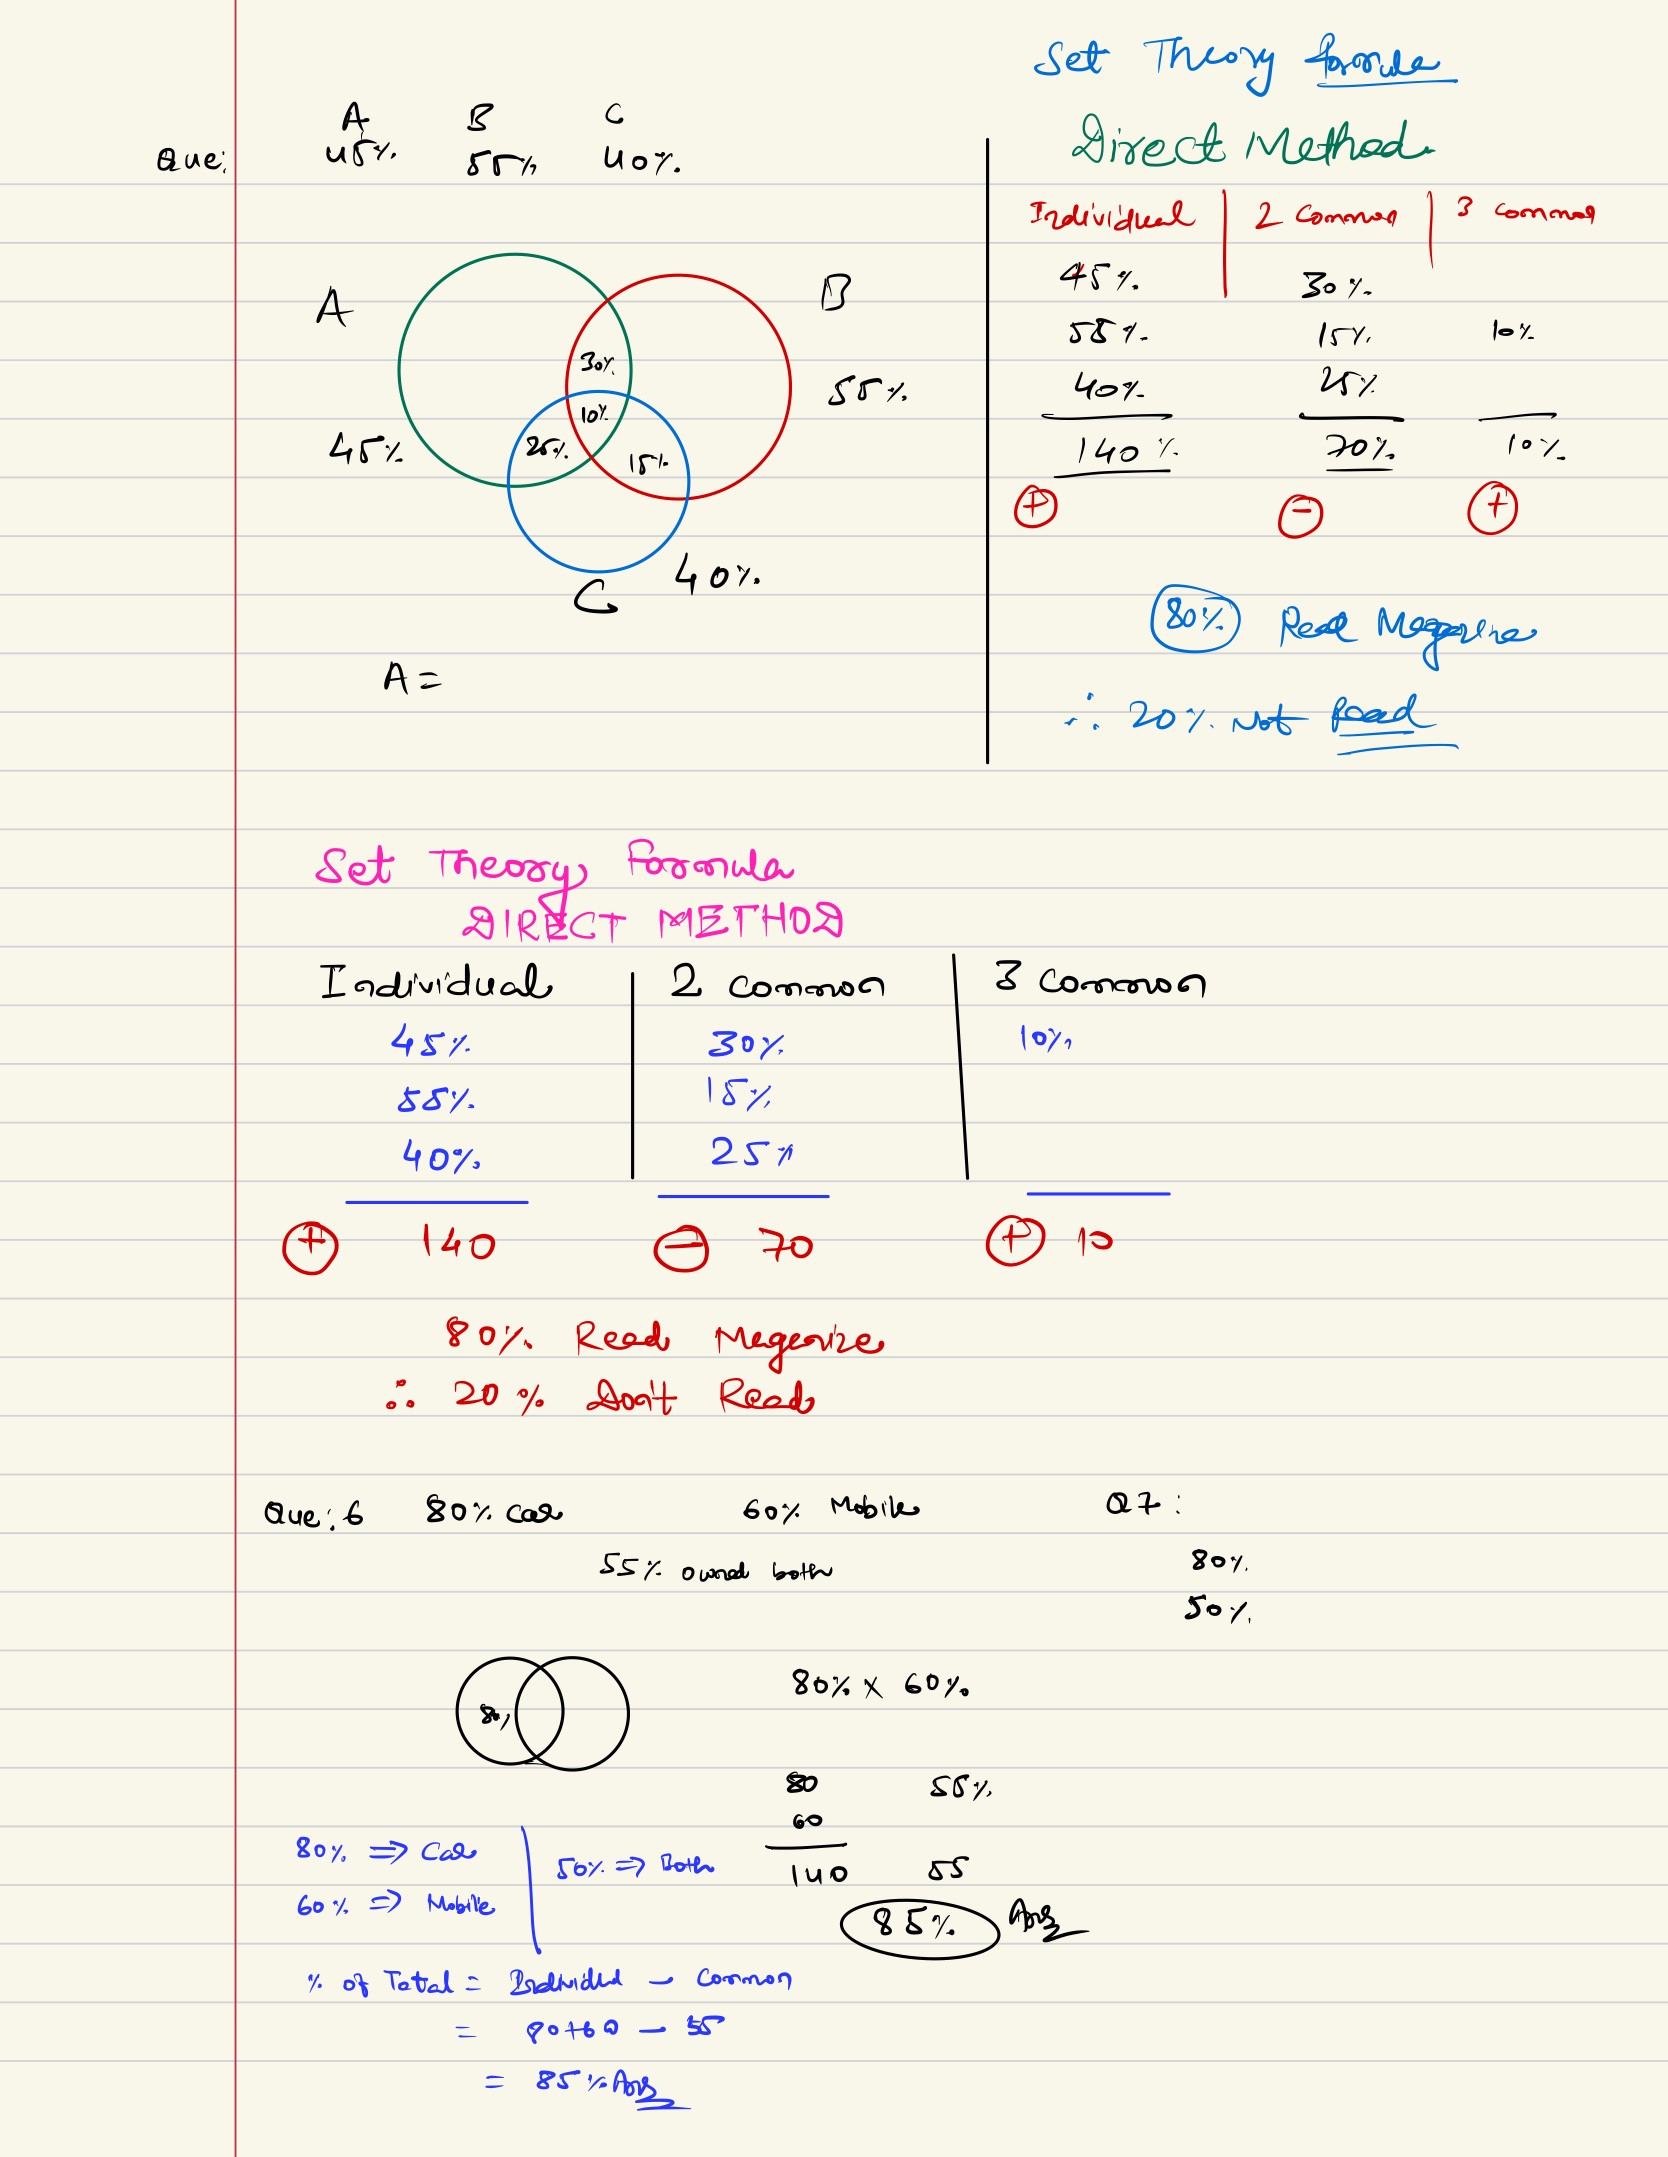 A B C
Que: 45% 55% 40%
A
B
30%
10%
25%
15%
45%
55%
C
40%
A =
Set Theory formula
Direct Method
Individual | 2 Common | 3 common
45% 30%
55% 15% 10%
40% 25%
140% 70% 10%
+ − +
80% Read Magazine
∴ 20% Not Read
Set Theory Formula
DIRECT METHOD
Individual | 2 common | 3 common
45% 30% 10%
55% 15%
40% 25%
+ 140 − 70 + 10
80% Read Magazine
∴ 20% Don't Read
Que: 6 80% Car 60% Mobile
55% owned both
Q7:
80%
50%
80%
80% x 60%
80 55%
60
140 55
85% Ans
80% ⇒ Car
60% ⇒ Mobile
50% ⇒ Both
% of Total = Individual − Common
= 80+60 − 55
= 85% Ans